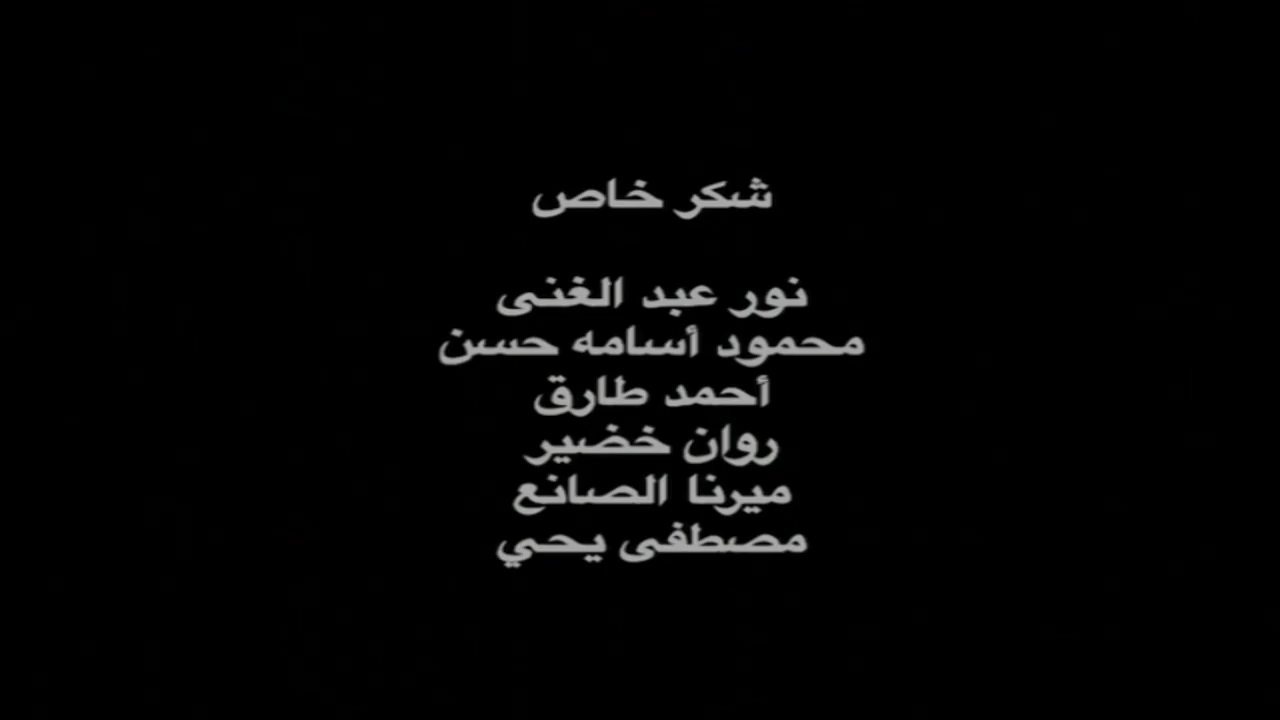 شكر خاص
نور عبد الغنى
محمود أسامه حسن
أحمد طارق
روان خضير
ميرنا الصانع
مصطفى يحي